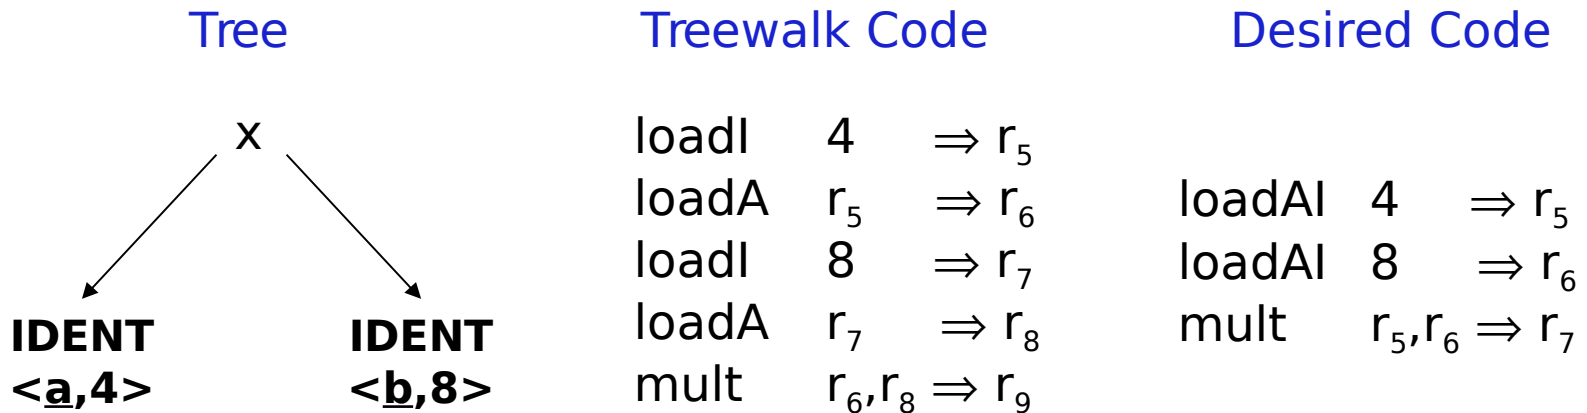 Tree
x
IDENT
<a,4>
IDENT
<b,8>
Treewalk Code
loadI 4 ⇒ r₅
loadA r₅ ⇒ r₆
loadI 8 ⇒ r₇
loadA r₇ ⇒ r₈
mult r₆,r₈ ⇒ r₉
Desired Code
loadAI 4 ⇒ r₅
loadAI 8 ⇒ r₆
mult r₅,r₆ ⇒ r₇